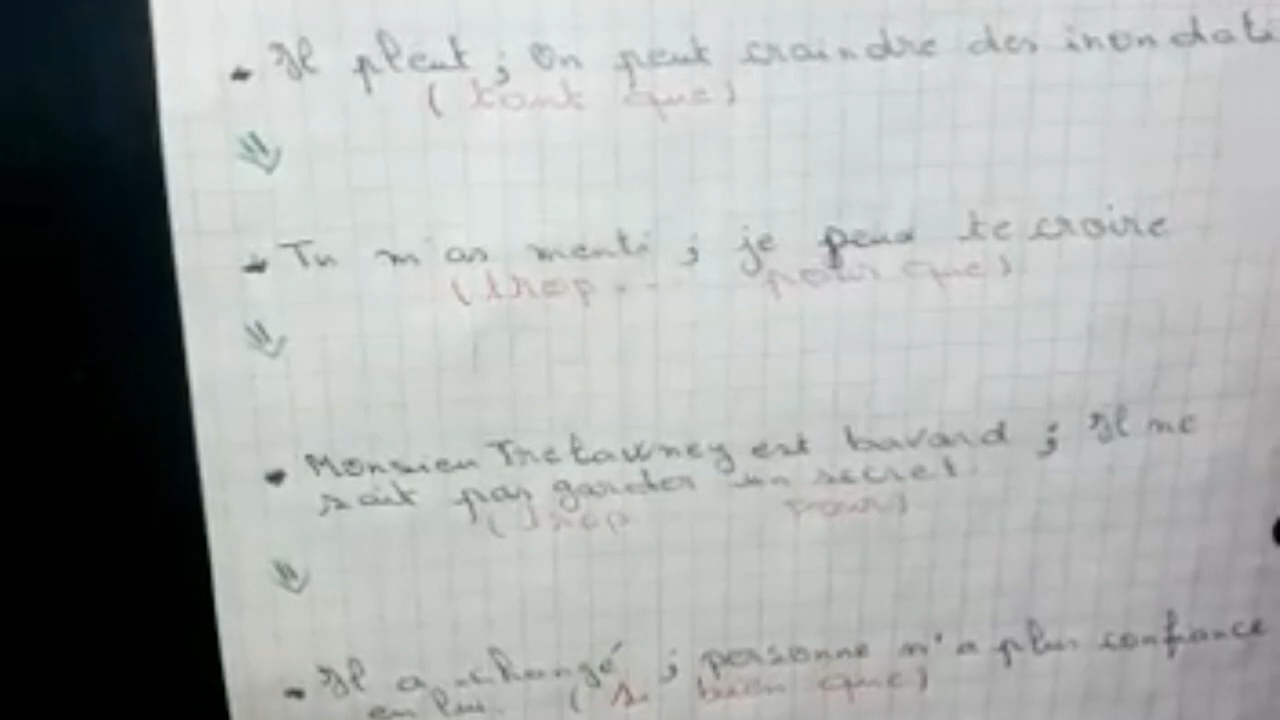 - Il pleut ; On peut craindre des inondati
( tant que)
- Tu m'as menti ; je peux te croire
(trop... pour que)
- Monsieur Trelawney est bavard ; Il ne
sait pas garder un secret.
(trop pour)
- Il a changé ; personne n'a plus confiance
en lui. (si bien que)